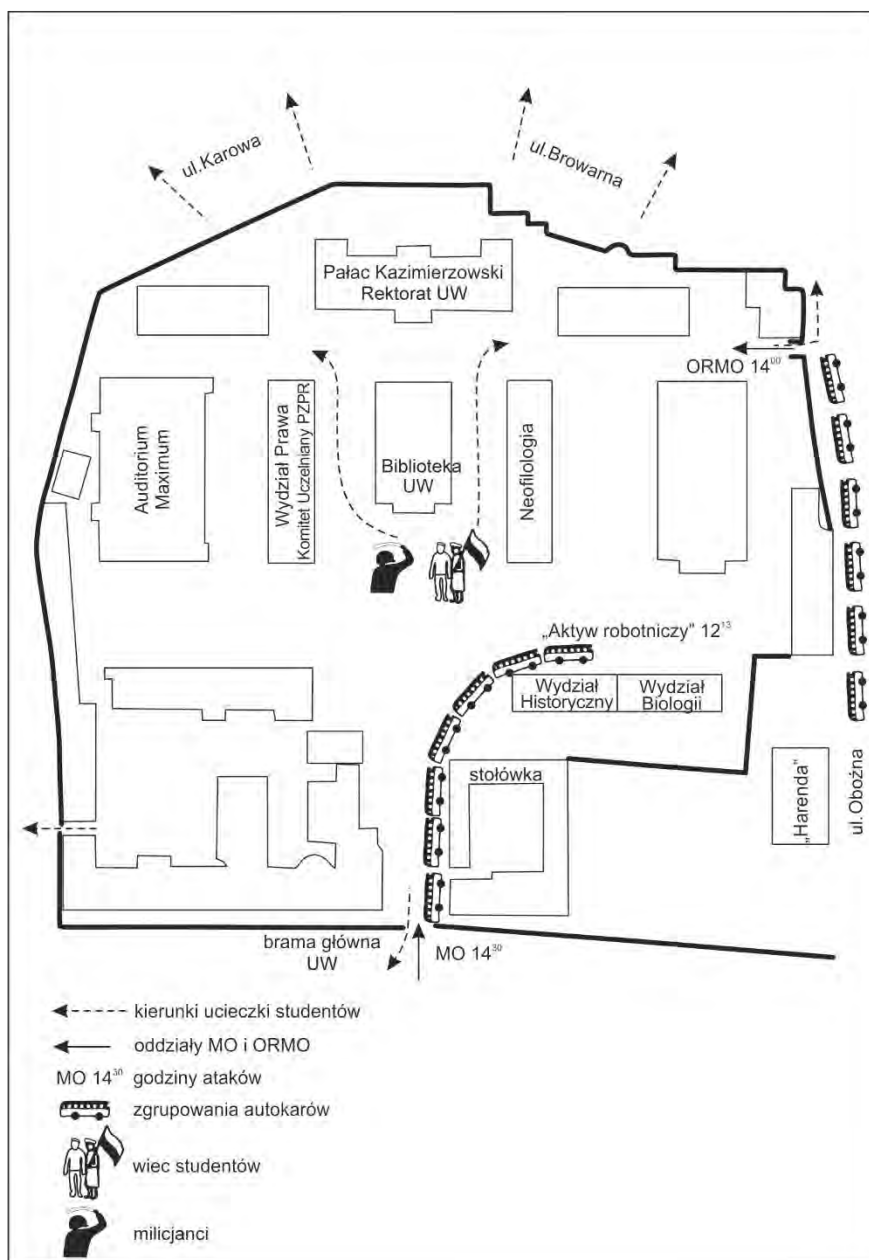 ul.Karowa
ul.Browarna
Pałac Kazimierzowski
Rektorat UW
ORMO 14⁰⁰
Auditorium
Maximum
Wydział Prawa
Komitet Uczelniany PZPR
Biblioteka
UW
Neofilologia
„Aktyw robotniczy” 12¹³
Wydział
Historyczny
Wydział
Biologii
stołówka
„Harenda”
ul. Oboźna
brama główna
UW
MO 14³⁰
kierunki ucieczki studentów
oddziały MO i ORMO
MO 14³⁰ godziny ataków
zgrupowania autokarów
wiec studentów
milicjanci